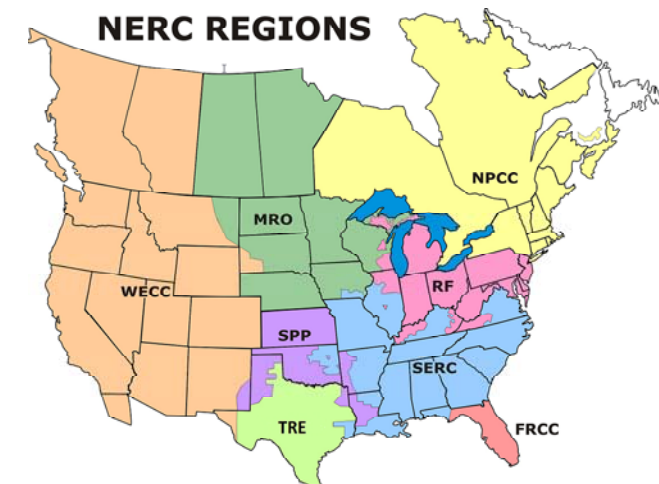 NERC REGIONS
NPCC
MRO
WECC
RF
SPP
SERC
TRE
FRCC